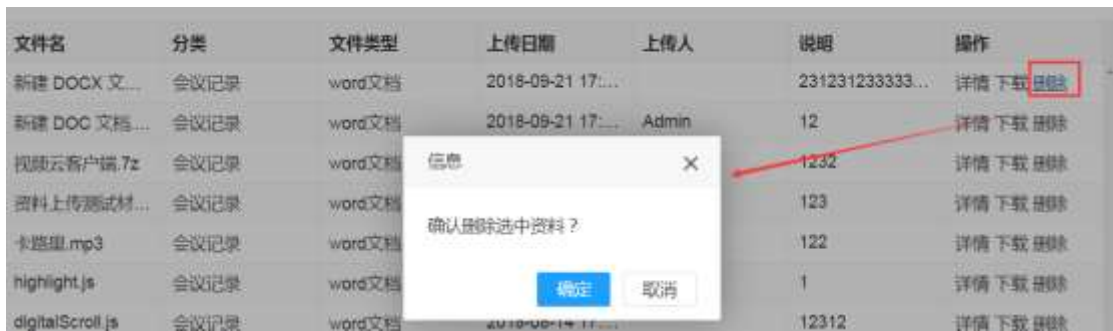 文件名 分类 文件类型 上传日期 上传人 说明 操作
新建 DOCX 文... 会议记录 word文档 2018-09-21 17:... 231231233333... 详情 下载 删除
新建 DOC 文档.... 会议记录 word文档 2018-09-21 17:... Admin 12 详情 下载 删除
视频云客户端.7z 会议记录 word文档 1232 详情 下载 删除
信息
资料上传测试材... 会议记录 word文档 123 详情 下载 删除
确认删除选中资料？
卡路里.mp3 会议记录 word文档 122 详情 下载 删除
highlight.js 会议记录 word文档 1 详情 下载 删除
确定 取消
digitalScroll.js 会议记录 word文档 2018-08-14 17:... 12312 详情 下载 删除